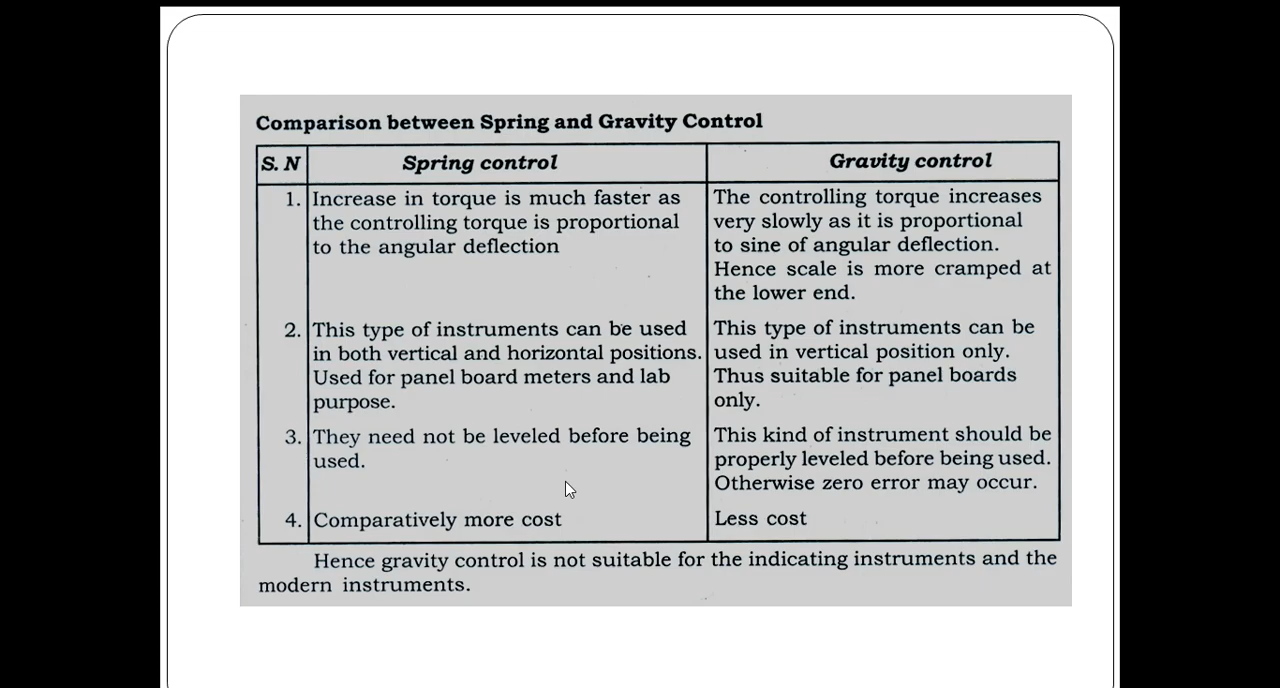 Comparison between Spring and Gravity Control
S. N
Spring control
Gravity control
1.
Increase in torque is much faster as
the controlling torque is proportional
to the angular deflection
The controlling torque increases
very slowly as it is proportional
to sine of angular deflection.
Hence scale is more cramped at
the lower end.
2.
This type of instruments can be used
in both vertical and horizontal positions.
Used for panel board meters and lab
purpose.
This type of instruments can be
used in vertical position only.
Thus suitable for panel boards
only.
3.
They need not be leveled before being
used.
This kind of instrument should be
properly leveled before being used.
Otherwise zero error may occur.
4.
Comparatively more cost
Less cost
Hence gravity control is not suitable for the indicating instruments and the
modern instruments.